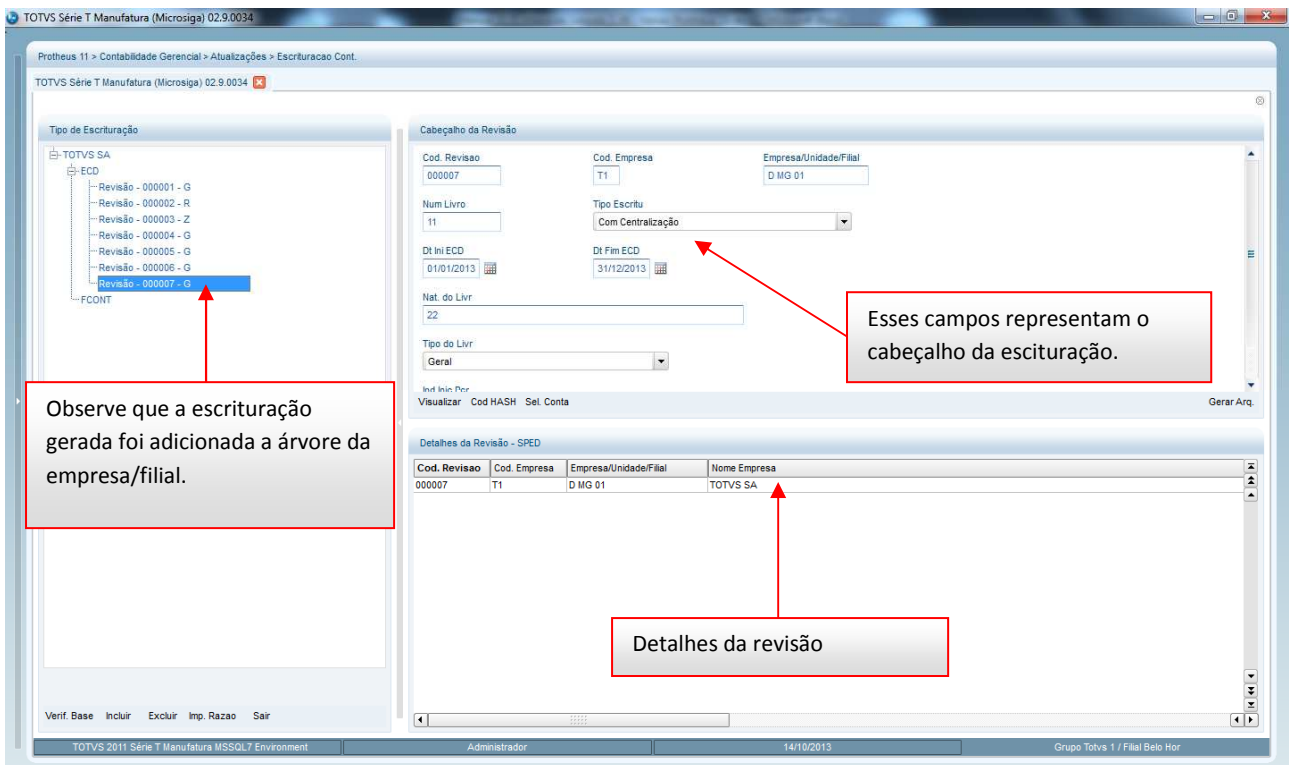 TOTVS Série T Manufatura (Microsiga) 02.9.0034
Protheus 11 > Contabilidade Gerencial > Atualizações > Escrituracao Cont.
TOTVS Série T Manufatura (Microsiga) 02.9.0034
Tipo de Escrituração
TOTVS SA
ECD
Revisão - 000001 - G
Revisão - 000002 - R
Revisão - 000003 - Z
Revisão - 000004 - G
Revisão - 000005 - G
Revisão - 000006 - G
Revisão - 000007 - G
FCONT
Observe que a escrituração
gerada foi adicionada a árvore da
empresa/filial.
Verif. Base Incluir Excluir Imp. Razao Sair
Cabeçalho da Revisão
Cod. Revisao Cod. Empresa Empresa/Unidade/Filial
000007 T1 D MG 01
Num Livro Tipo Escritu
11 Com Centralização
Dt Ini ECD Dt Fim ECD
01/01/2013 31/12/2013
Nat. do Livr
22
Tipo do Livr
Geral
Esses campos representam o
cabeçalho da escituração.
Visualizar Cod HASH Sel. Conta Gerar Arq.
Detalhes da Revisão - SPED
Cod. Revisao Cod. Empresa Empresa/Unidade/Filial Nome Empresa
000007 T1 D MG 01 TOTVS SA
Detalhes da revisão
TOTVS 2011 Série T Manufatura MSSQL7 Environment Administrador 14/10/2013 Grupo Totvs 1 / Filial Belo Hor